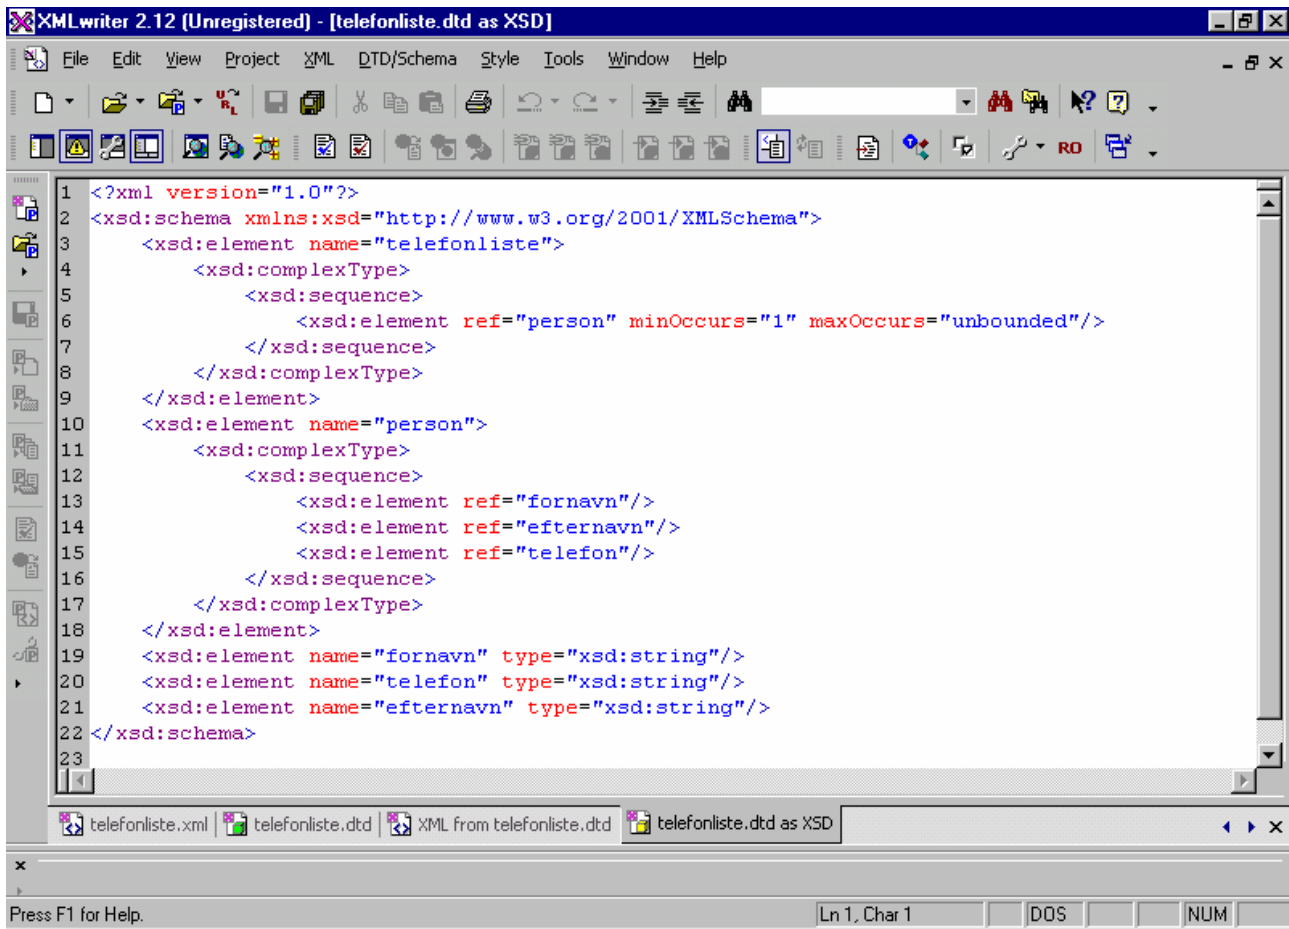 XMLwriter 2.12 (Unregistered) - [telefonliste.dtd as XSD]
File Edit View Project XML DTD/Schema Style Tools Window Help
URL
RO
1 <?xml version="1.0"?>
2 <xsd:schema xmlns:xsd="http://www.w3.org/2001/XMLSchema">
3     <xsd:element name="telefonliste">
4         <xsd:complexType>
5             <xsd:sequence>
6                 <xsd:element ref="person" minOccurs="1" maxOccurs="unbounded"/>
7             </xsd:sequence>
8         </xsd:complexType>
9     </xsd:element>
10     <xsd:element name="person">
11         <xsd:complexType>
12             <xsd:sequence>
13                 <xsd:element ref="fornavn"/>
14                 <xsd:element ref="efternavn"/>
15                 <xsd:element ref="telefon"/>
16             </xsd:sequence>
17         </xsd:complexType>
18     </xsd:element>
19     <xsd:element name="fornavn" type="xsd:string"/>
20     <xsd:element name="telefon" type="xsd:string"/>
21     <xsd:element name="efternavn" type="xsd:string"/>
22 </xsd:schema>
23
telefonliste.xml telefonliste.dtd XML from telefonliste.dtd telefonliste.dtd as XSD
Press F1 for Help. Ln 1, Char 1 DOS NUM